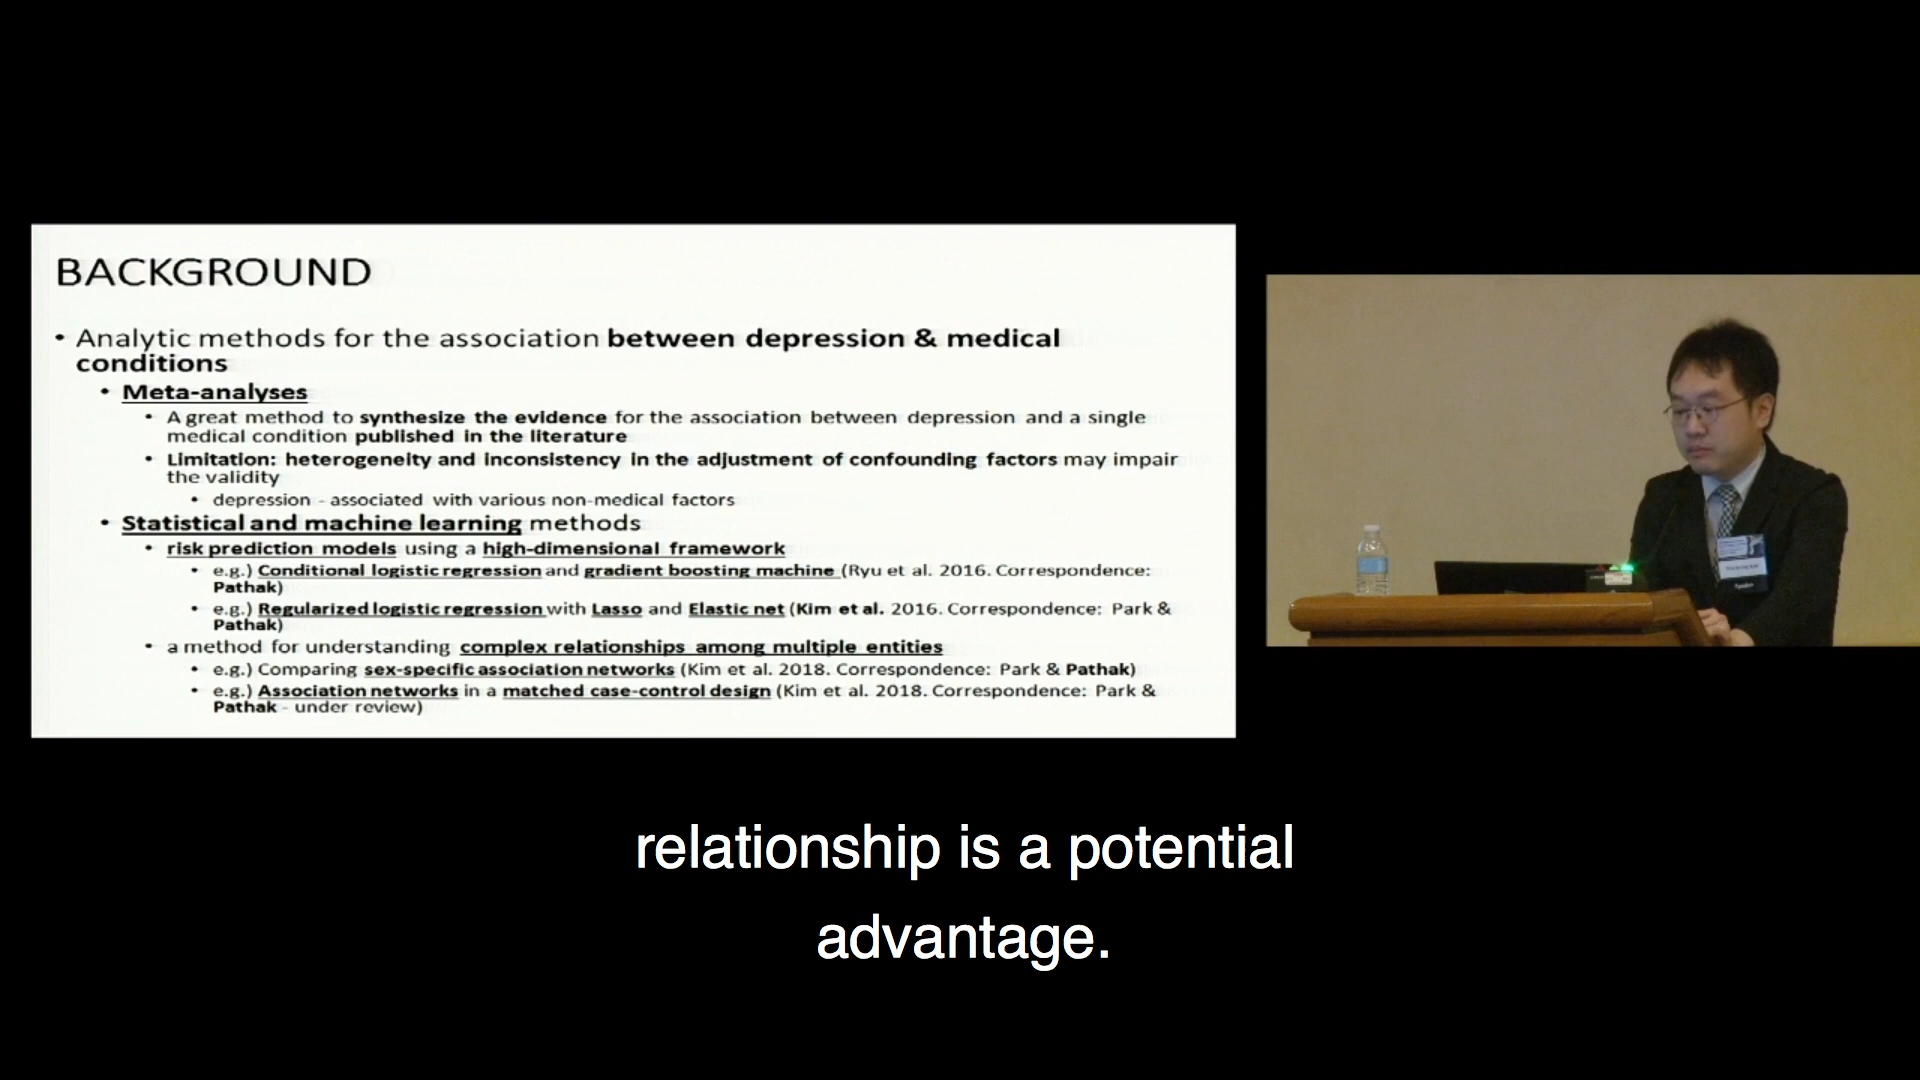 BACKGROUND
• Analytic methods for the association between depression & medical
conditions
• Meta-analyses
• A great method to synthesize the evidence for the association between depression and a single
medical condition published in the literature
• Limitation: heterogeneity and inconsistency in the adjustment of confounding factors may impair
the validity
• depression - associated with various non-medical factors
• Statistical and machine learning methods
• risk prediction models using a high-dimensional framework
• e.g.) Conditional logistic regression and gradient boosting machine (Ryu et al. 2016. Correspondence:
Pathak)
• e.g.) Regularized logistic regression with Lasso and Elastic net (Kim et al. 2016. Correspondence: Park &
Pathak)
• a method for understanding complex relationships among multiple entities
• e.g.) Comparing sex-specific association networks (Kim et al. 2018. Correspondence: Park & Pathak)
• e.g.) Association networks in a matched case-control design (Kim et al. 2018. Correspondence: Park &
Pathak - under review)
relationship is a potential
advantage.